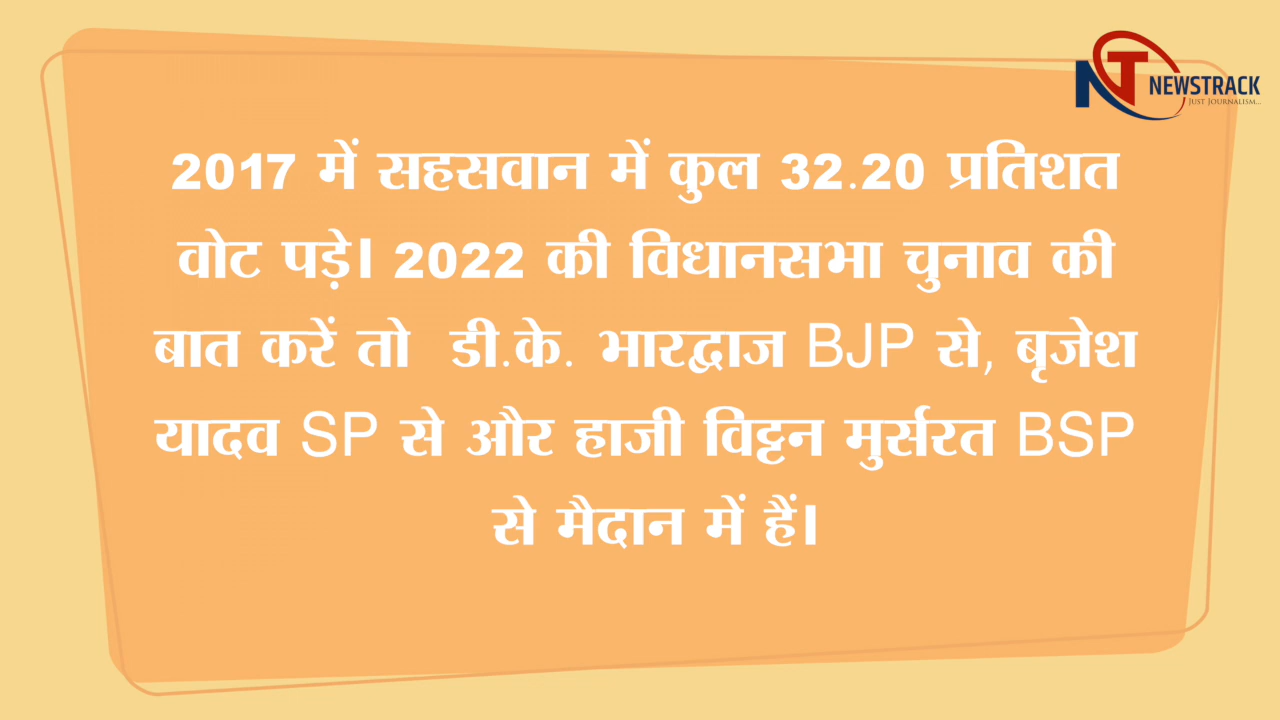 NT NEWSTRACK
JUST JOURNALISM...
2017 में सहसवान में कुल 32.20 प्रतिशत
वोट पड़े। 2022 की विधानसभा चुनाव की
बात करें तो डी.के. भारद्वाज BJP से, बृजेश
यादव SP से और हाजी विट्टन मुर्सरत BSP
से मैदान में हैं।